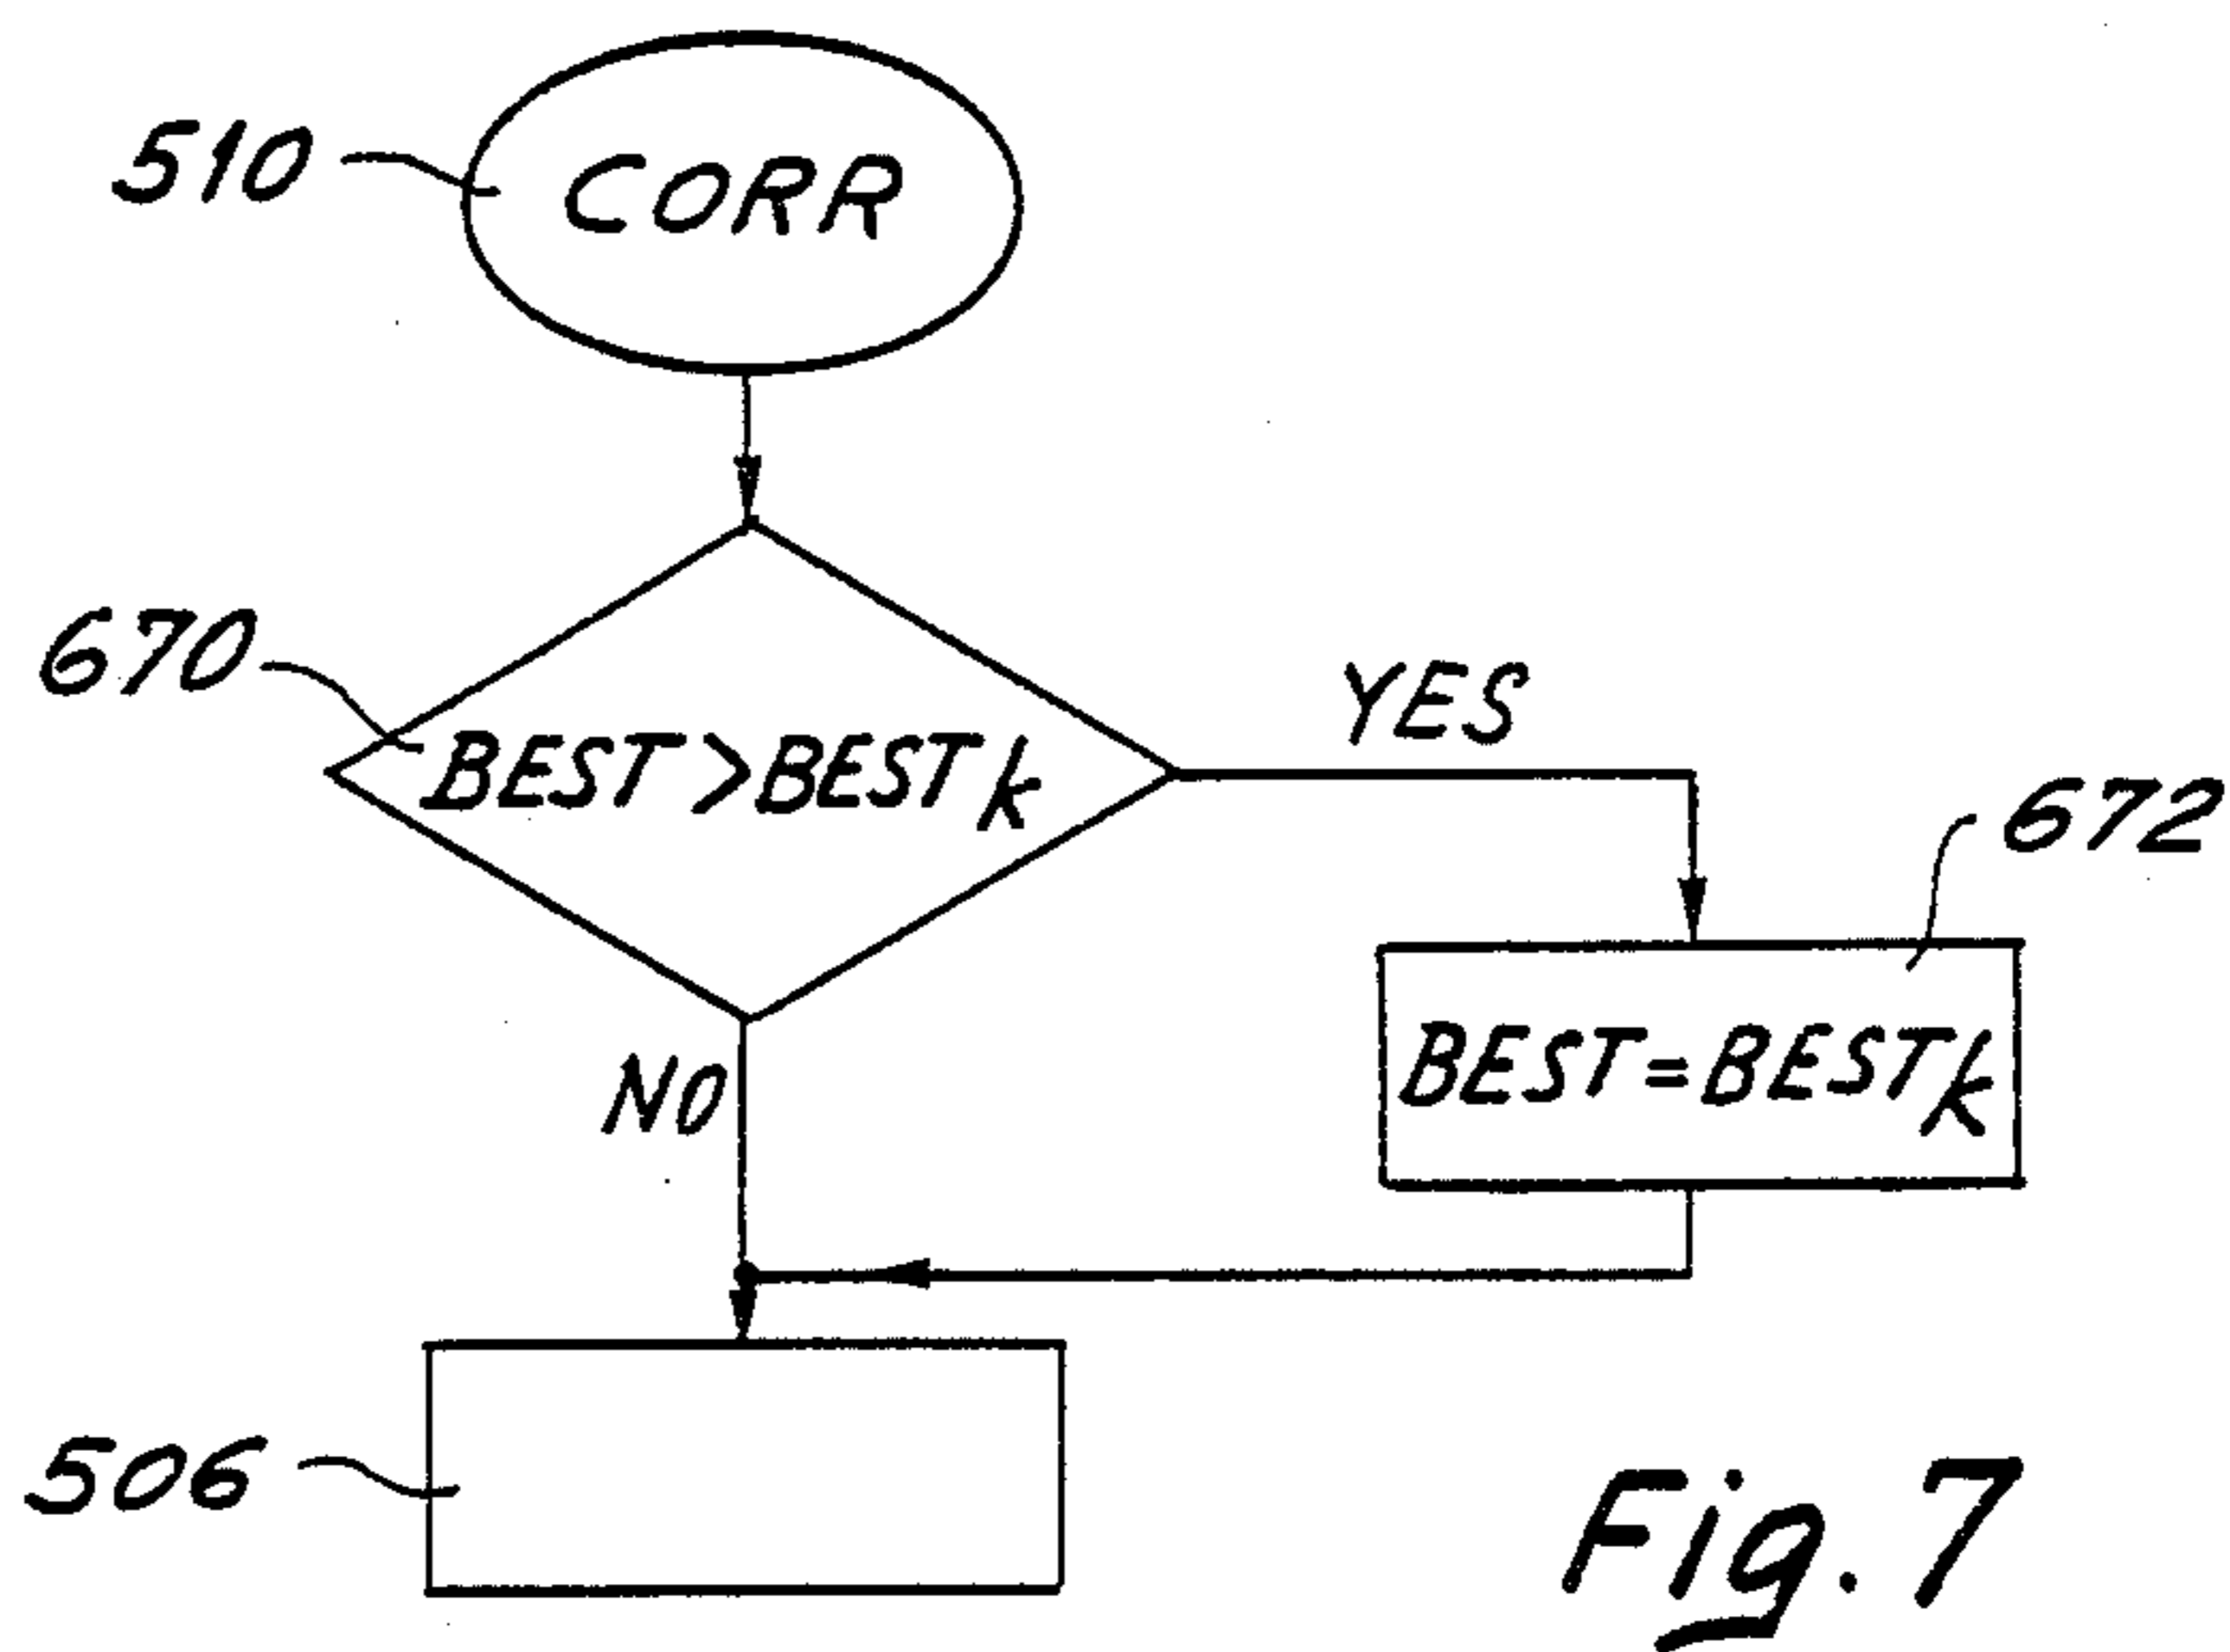 510
CORR
670
BEST>BESTk
YES
672
BEST=BESTk
NO
506
Fig. 7